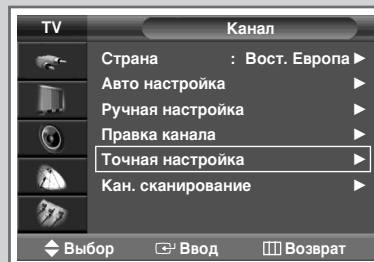 TV Канал
Страна : Вост. Европа
Авто настройка
Ручная настройка
Правка канала
Точная настройка
Кан. сканирование
Выбор Ввод Возврат